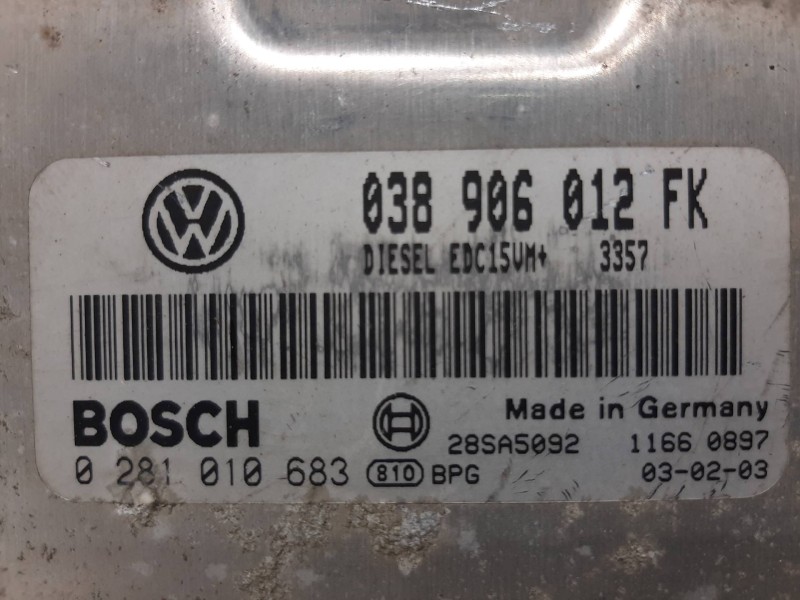 038 906 012 FK
DIESEL EDC15VM+ 3357
BOSCH
Made in Germany
28SA5092 1166 0897
0 281 010 683 810 BPG 03-02-03